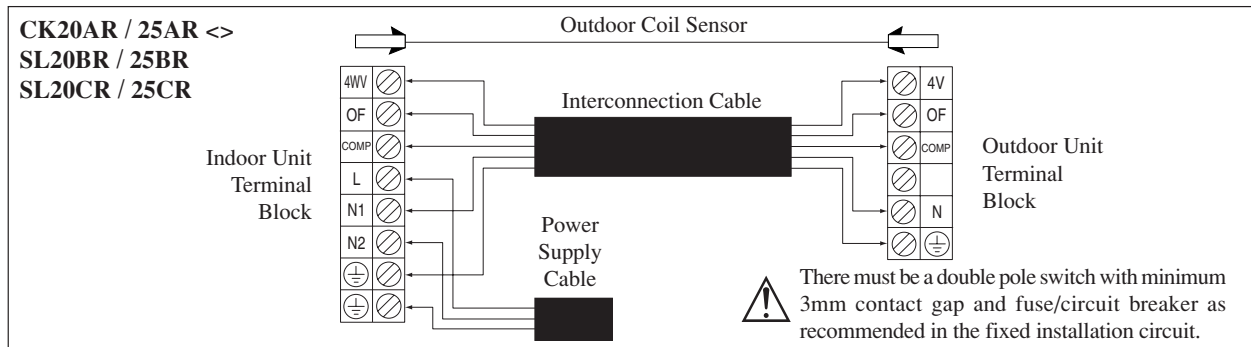 CK20AR / 25AR <>
SL20BR / 25BR
SL20CR / 25CR
Outdoor Coil Sensor
Interconnection Cable
Indoor Unit
Terminal
Block
4WV
OF
COMP
L
N1
N2
Power
Supply
Cable
4V
OF
COMP
N
Outdoor Unit
Terminal
Block
There must be a double pole switch with minimum
3mm contact gap and fuse/circuit breaker as
recommended in the fixed installation circuit.